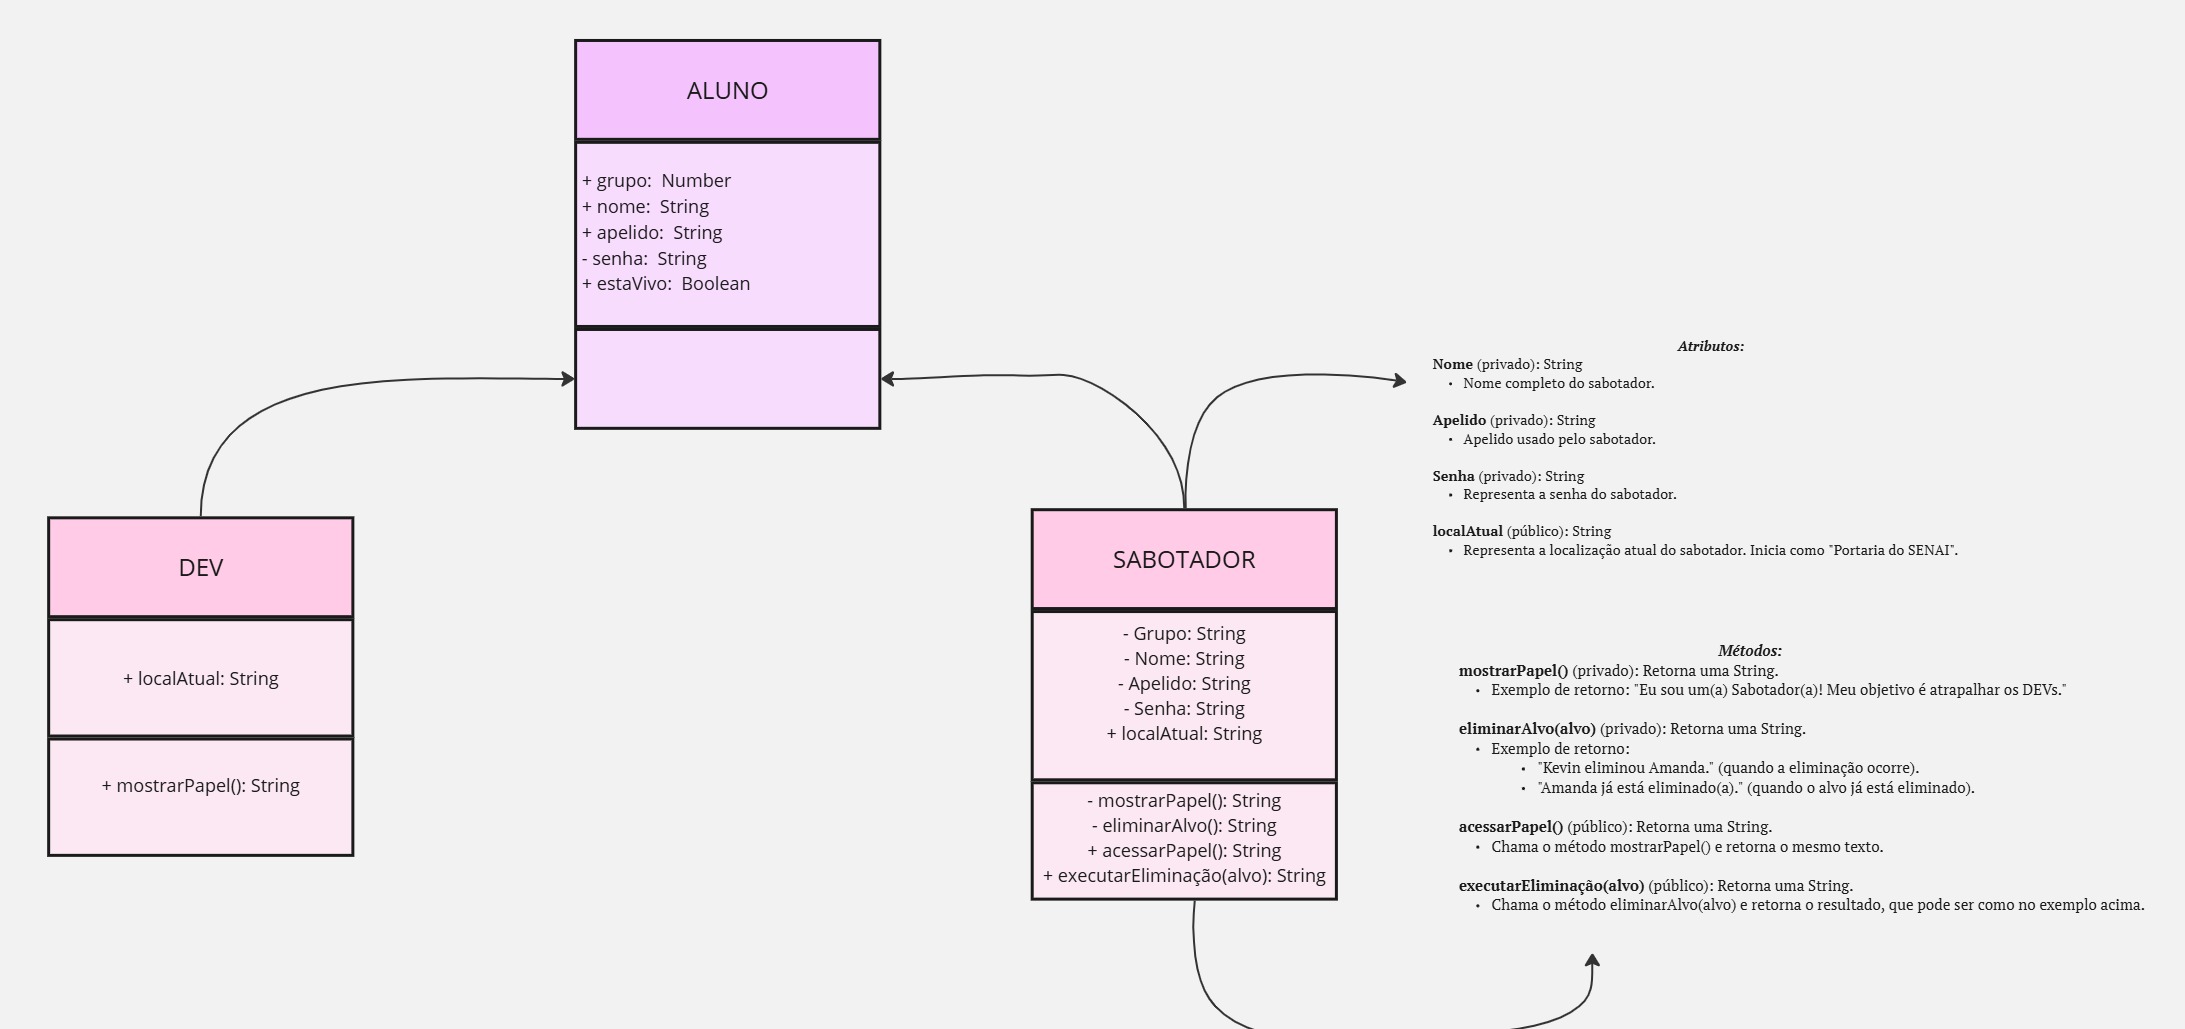 ALUNO
+ grupo: Number
+ nome: String
+ apelido: String
- senha: String
+ estaVivo: Boolean
DEV
+ localAtual: String
+ mostrarPapel(): String
SABOTADOR
- Grupo: String
- Nome: String
- Apelido: String
- Senha: String
+ localAtual: String
- mostrarPapel(): String
- eliminarAlvo(): String
+ acessarPapel(): String
+ executarEliminação(alvo): String
Atributos:
Nome (privado): String
• Nome completo do sabotador.
Apelido (privado): String
• Apelido usado pelo sabotador.
Senha (privado): String
• Representa a senha do sabotador.
localAtual (público): String
• Representa a localização atual do sabotador. Inicia como "Portaria do SENAI".
Métodos:
mostrarPapel() (privado): Retorna uma String.
• Exemplo de retorno: "Eu sou um(a) Sabotador(a)! Meu objetivo é atrapalhar os DEVs."
eliminarAlvo(alvo) (privado): Retorna uma String.
• Exemplo de retorno:
• "Kevin eliminou Amanda." (quando a eliminação ocorre).
• "Amanda já está eliminado(a)." (quando o alvo já está eliminado).
acessarPapel() (público): Retorna uma String.
• Chama o método mostrarPapel() e retorna o mesmo texto.
executarEliminação(alvo) (público): Retorna uma String.
• Chama o método eliminarAlvo(alvo) e retorna o resultado, que pode ser como no exemplo acima.